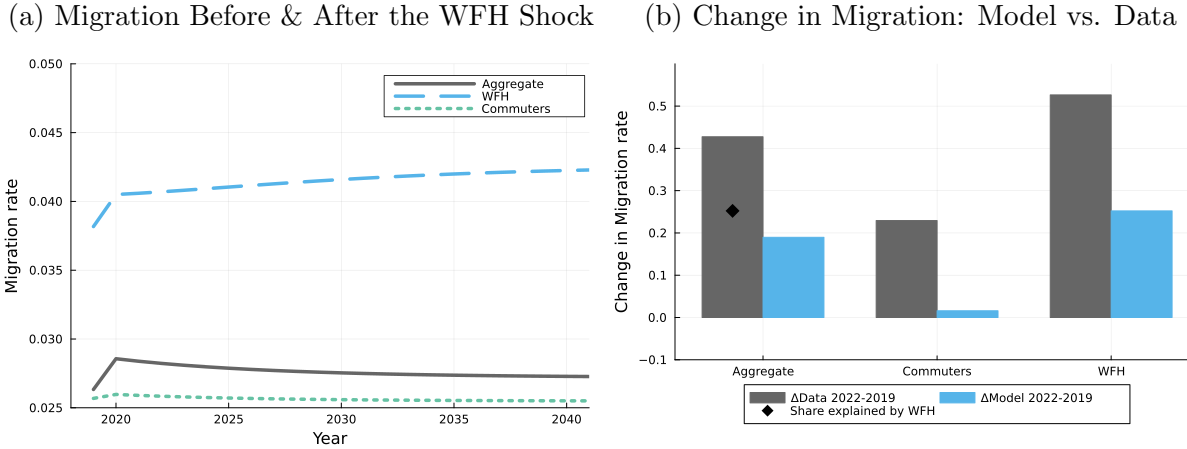 (a) Migration Before & After the WFH Shock
0.050
0.045
0.040
0.035
0.030
0.025
Migration rate
2020
2025
2030
2035
2040
Year
Aggregate
WFH
Commuters
(b) Change in Migration: Model vs. Data
0.5
0.4
0.3
0.2
0.1
0.0
−0.1
Change in Migration rate
Aggregate
Commuters
WFH
ΔData 2022-2019
ΔModel 2022-2019
Share explained by WFH